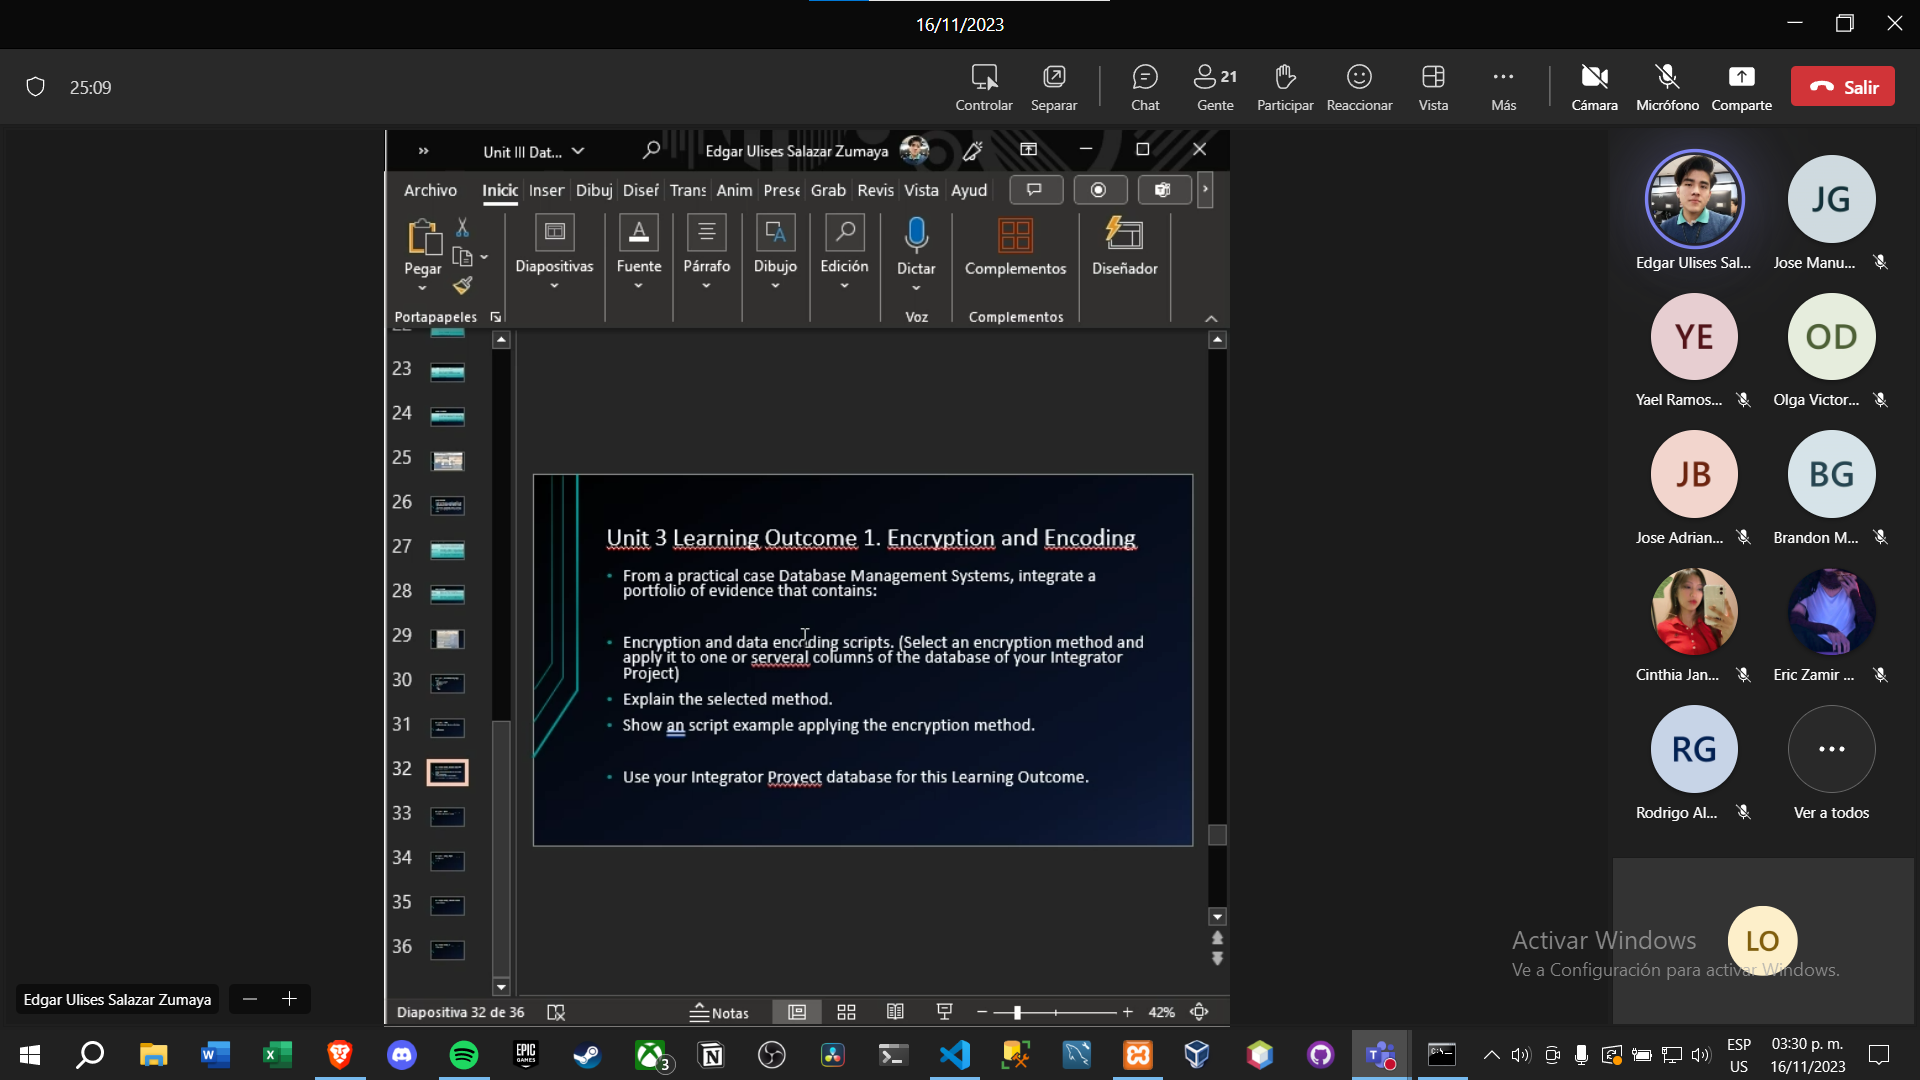 16/11/2023
25:09
Controlar
Separar
Chat
21
Gente
Participar
Reaccionar
Vista
Más
Cámara
Micrófono
Comparte
Salir
Unit III Dat...
Edgar Ulises Salazar Zumaya
Archivo
Inicic
Inser
Dibuj
Diseñ
Trans
Anim
Prese
Grab
Revis
Vista
Ayud
Pegar
Diapositivas
Fuente
Párrafo
Dibujo
Edición
Dictar
Complementos
Diseñador
Portapapeles
Voz
Complementos
22
23
24
25
26
27
28
29
30
31
32
33
34
35
36
Unit 3 Learning Outcome 1. Encryption and Encoding
• From a practical case Database Management Systems, integrate a
portfolio of evidence that contains:
• Encryption and data encoding scripts. (Select an encryption method and
apply it to one or serveral columns of the database of your Integrator
Project)
• Explain the selected method.
• Show an script example applying the encryption method.
• Use your Integrator Proyect database for this Learning Outcome.
Diapositiva 32 de 36
Notas
42%
Edgar Ulises Salazar Zumaya
Edgar Ulises Sal...
JG
Jose Manu...
YE
Yael Ramos...
OD
Olga Victor...
JB
Jose Adrian...
BG
Brandon M...
Cinthia Jan...
Eric Zamir ...
RG
Rodrigo Al...
Ver a todos
LO
Activar Windows
Ve a Configuración para activar Windows.
EPIC
GAMES
3
ESP
US
03:30 p. m.
16/11/2023